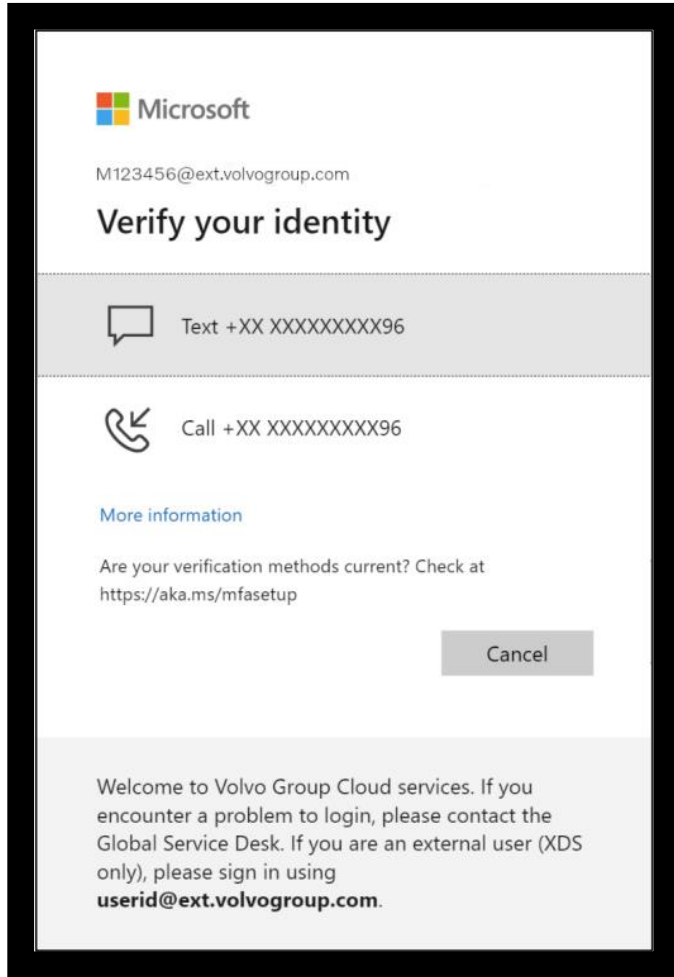 Microsoft
M123456@ext.volvogroup.com
Verify your identity
Text +XX XXXXXXXXX96
Call +XX XXXXXXXXX96
More information
Are your verification methods current? Check at
https://aka.ms/mfasetup
Cancel
Welcome to Volvo Group Cloud services. If you
encounter a problem to login, please contact the
Global Service Desk. If you are an external user (XDS
only), please sign in using
userid@ext.volvogroup.com.